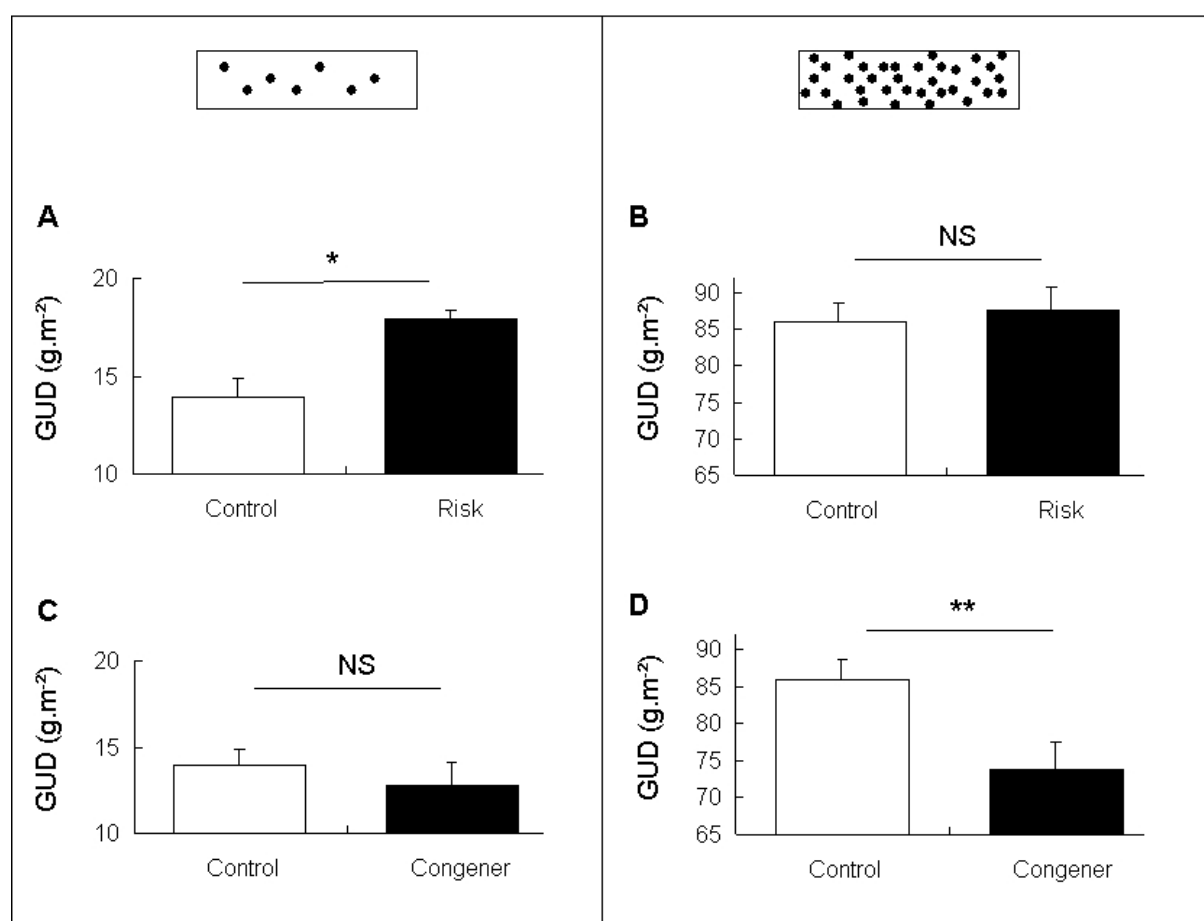 A
*
GUD (g.m⁻²)
20
15
10
Control Risk
B
NS
GUD (g.m⁻²)
90
85
80
75
70
65
Control Risk
C
NS
GUD (g.m⁻²)
20
15
10
Control Congener
D
**
GUD (g.m⁻²)
90
85
80
75
70
65
Control Congener